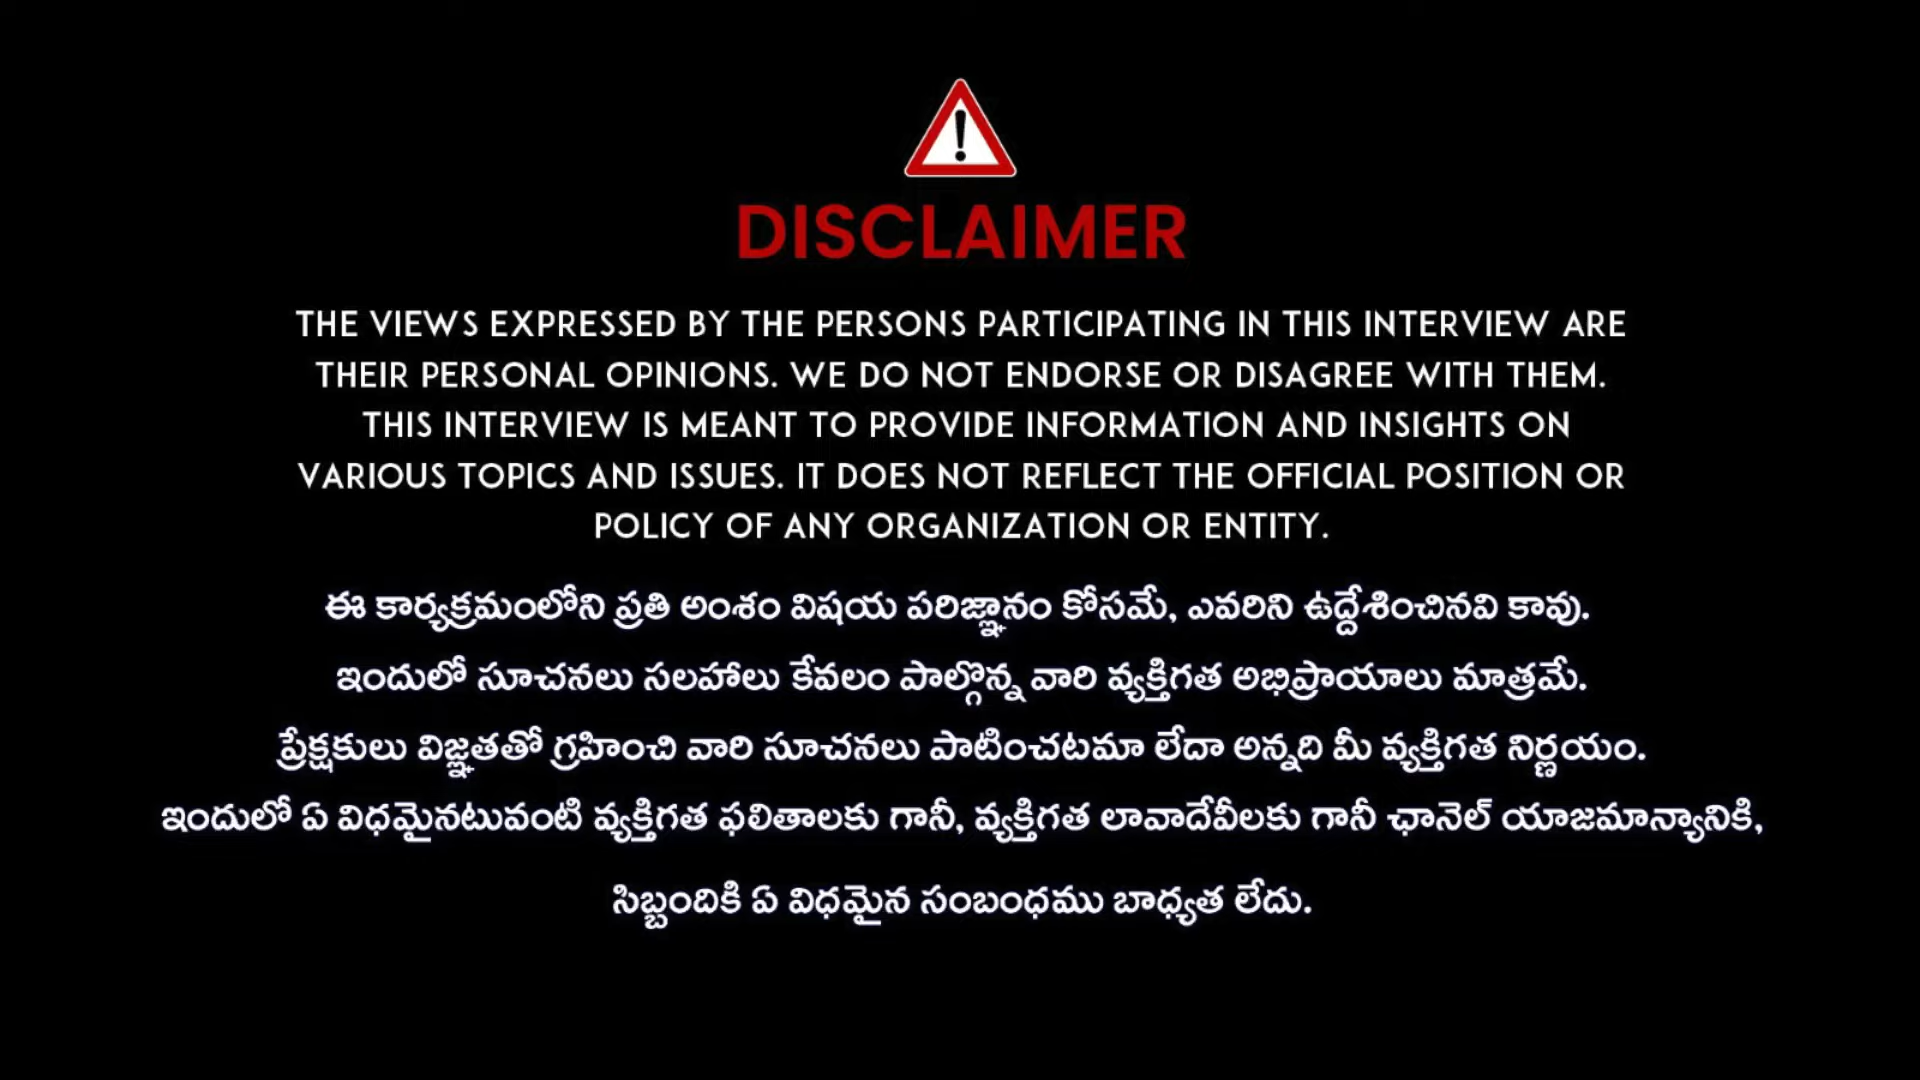 DISCLAIMER
THE VIEWS EXPRESSED BY THE PERSONS PARTICIPATING IN THIS INTERVIEW ARE
THEIR PERSONAL OPINIONS. WE DO NOT ENDORSE OR DISAGREE WITH THEM.
THIS INTERVIEW IS MEANT TO PROVIDE INFORMATION AND INSIGHTS ON
VARIOUS TOPICS AND ISSUES. IT DOES NOT REFLECT THE OFFICIAL POSITION OR
POLICY OF ANY ORGANIZATION OR ENTITY.
ఈ కార్యక్రమంలోని ప్రతి అంశం విషయ పరిజ్ఞానం కోసమే, ఎవరిని ఉద్దేశించినవి కావు.
ఇందులో సూచనలు సలహాలు కేవలం పాల్గొన్న వారి వ్యక్తిగత అభిప్రాయాలు మాత్రమే.
ప్రేక్షకులు విజ్ఞతతో గ్రహించి వారి సూచనలు పాటించటమా లేదా అన్నది మీ వ్యక్తిగత నిర్ణయం.
ఇందులో ఏ విధమైనటువంటి వ్యక్తిగత ఫలితాలకు గానీ, వ్యక్తిగత లావాదేవీలకు గానీ ఛానెల్ యాజమాన్యానికి,
సిబ్బందికి ఏ విధమైన సంబంధము బాధ్యత లేదు.